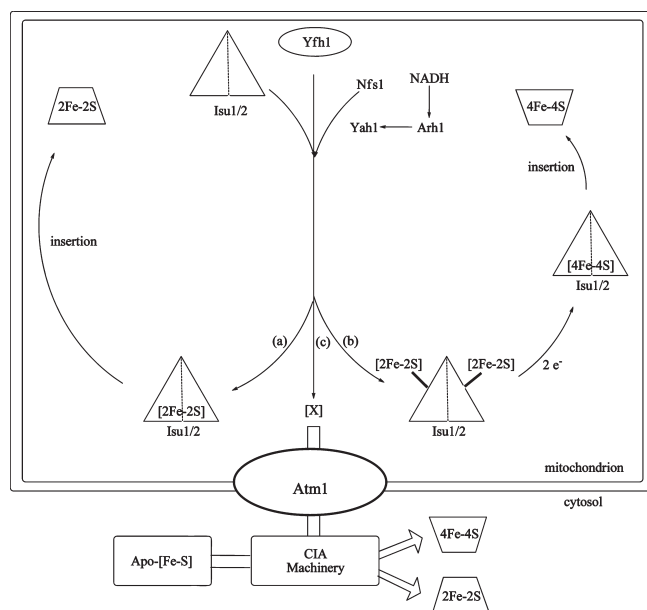 Yfh1
Isu1/2
Nfs1
NADH
Yah1
Arh1
2Fe-2S
4Fe-4S
insertion
insertion
[4Fe-4S]
Isu1/2
(a)
(c)
(b)
[2Fe-2S]
[2Fe-2S]
2 e-
[2Fe-2S]
Isu1/2
[X]
Isu1/2
mitochondrion
Atm1
cytosol
Apo-[Fe-S]
CIA
Machinery
4Fe-4S
2Fe-2S